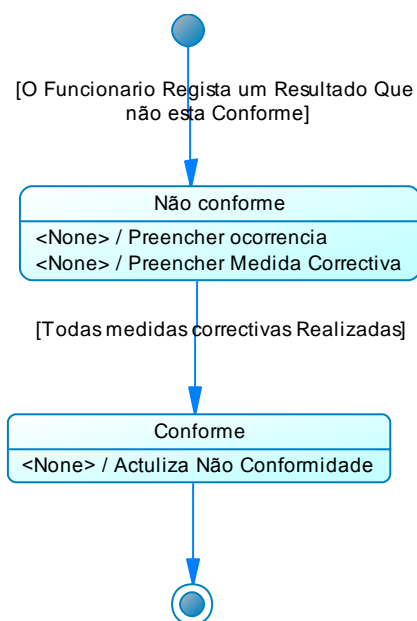 [O Funcionario Regista um Resultado Que
não esta Conforme]
Não conforme
<None> / Preencher ocorrencia
<None> / Preencher Medida Correctiva
[Todas medidas correctivas Realizadas]
Conforme
<None> / Actuliza Não Conformidade